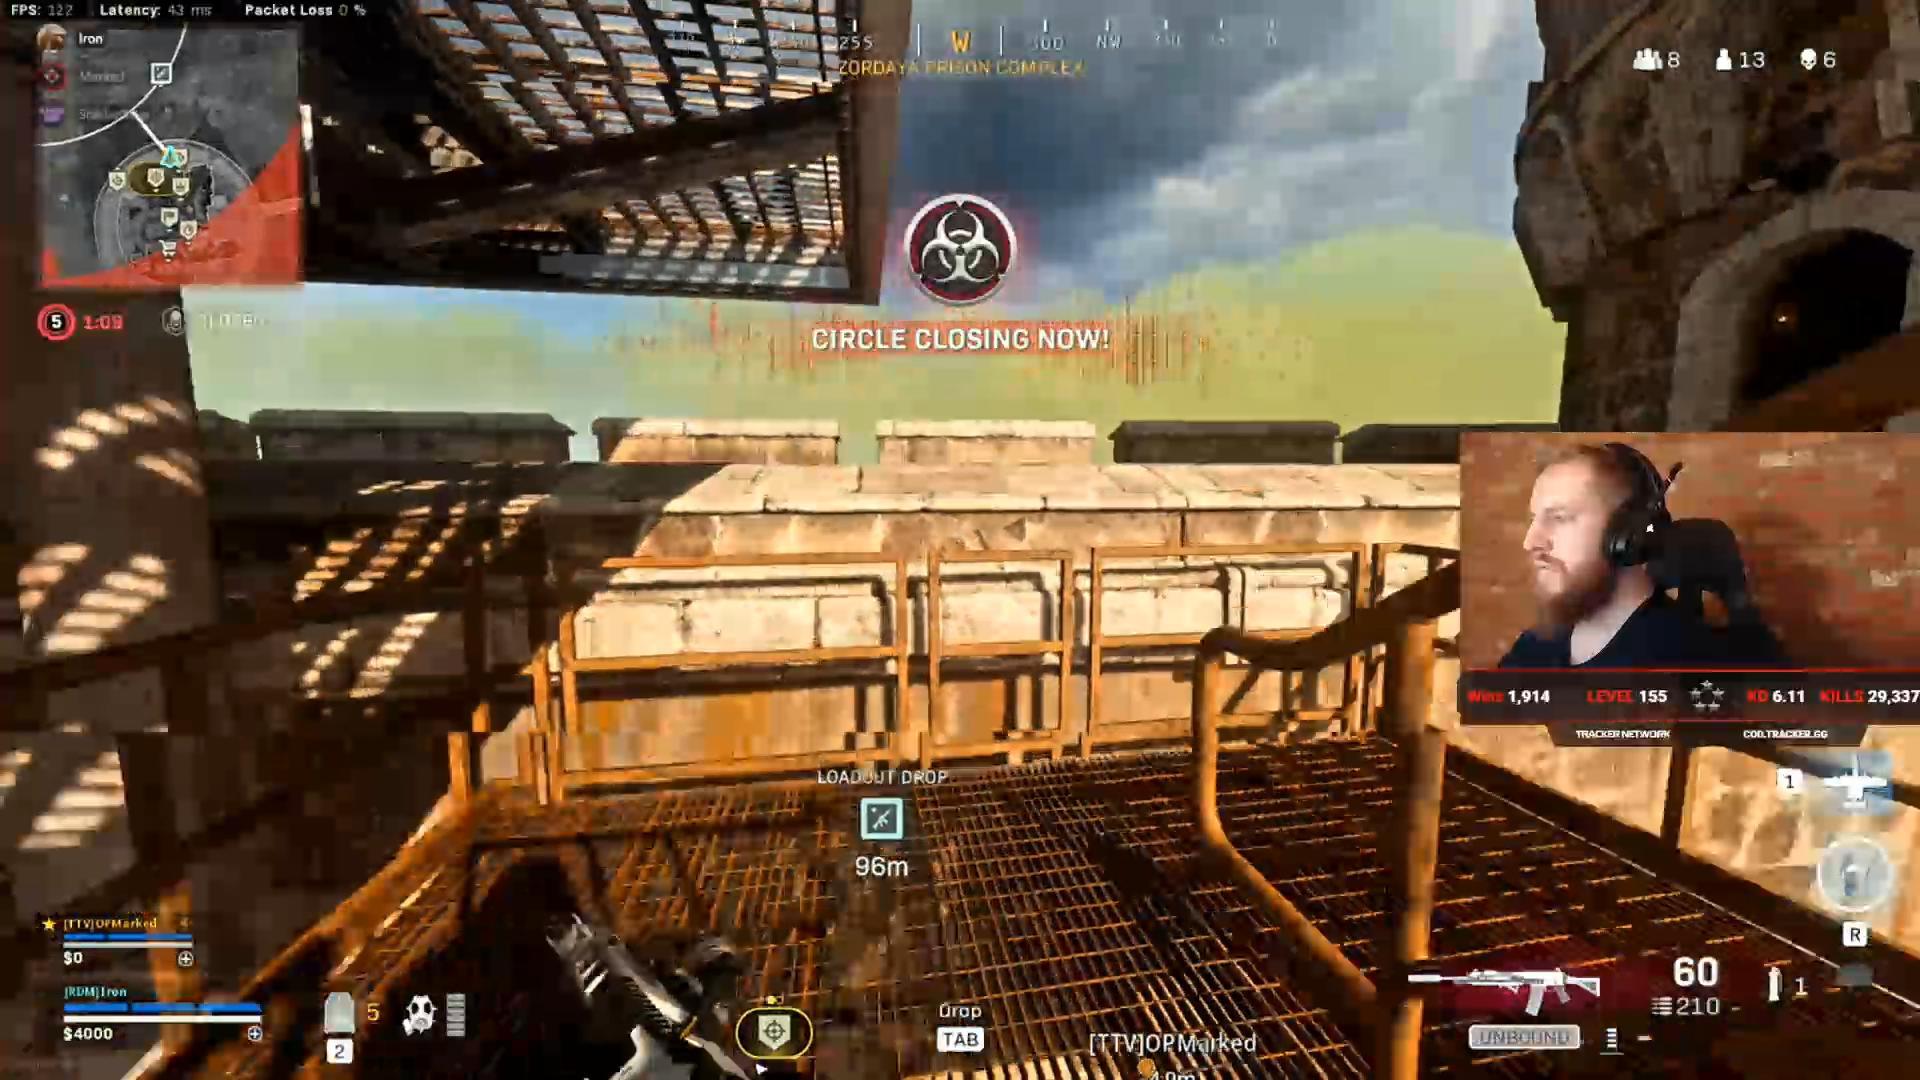 FPS: 122 Latency: 43 ms Packet Loss 0 %
Iron
Marked
255 W 300 NW
ZORDAYA PRISON COMPLEX
8 13 6
5 1:09
CIRCLE CLOSING NOW!
Wins 1,914 LEVEL 155 KD 6.11 KILLS 29,337
TRACKER NETWORK COD.TRACKER.GG
LOADOUT DROP
96m
1
R
[TTV]OPMarked
$0
[RDM]Iron
$4000
5
2
Drop
TAB
[TTV]OPMarked
60
210
1
UNBOUND